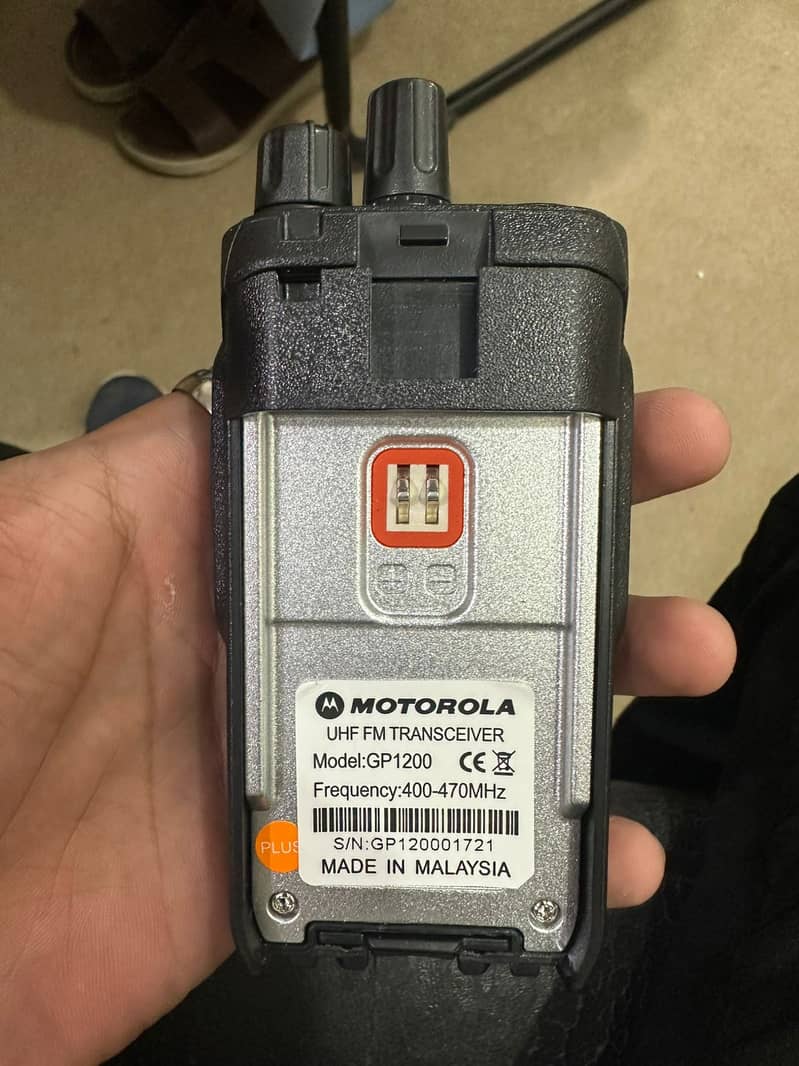 MOTOROLA
UHF FM TRANSCEIVER
Model:GP1200
Frequency:400-470MHz
S/N:GP120001721
PLUS
MADE IN MALAYSIA